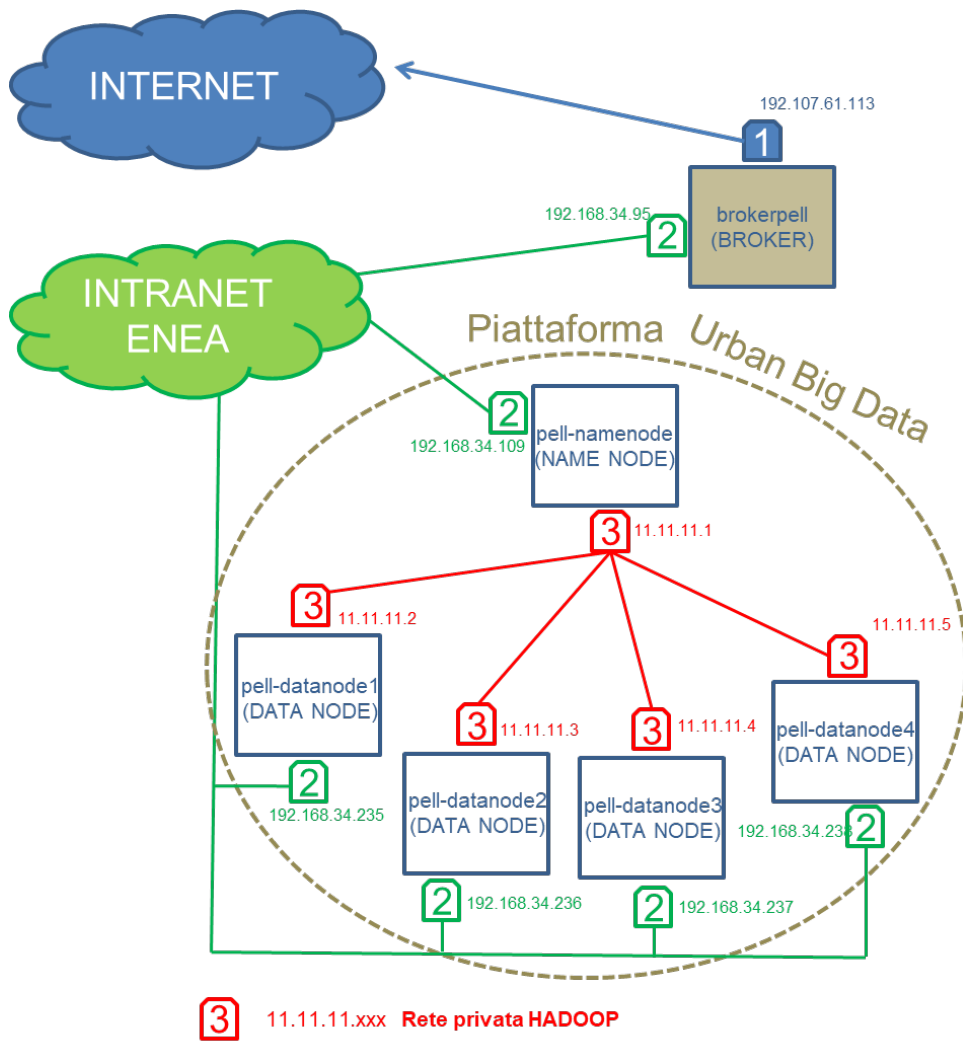 INTERNET
192.107.61.113
1
192.168.34.95
2
brokerpell
(BROKER)
INTRANET
ENEA
Piattaforma Urban Big Data
2
192.168.34.109
pell-namenode
(NAME NODE)
3
11.11.11.1
3
11.11.11.2
pell-datanode1
(DATA NODE)
2
192.168.34.235
3
11.11.11.3
pell-datanode2
(DATA NODE)
2
192.168.34.236
3
11.11.11.4
pell-datanode3
(DATA NODE)
2
192.168.34.237
11.11.11.5
3
pell-datanode4
(DATA NODE)
192.168.34.238
2
3 11.11.11.xxx Rete privata HADOOP